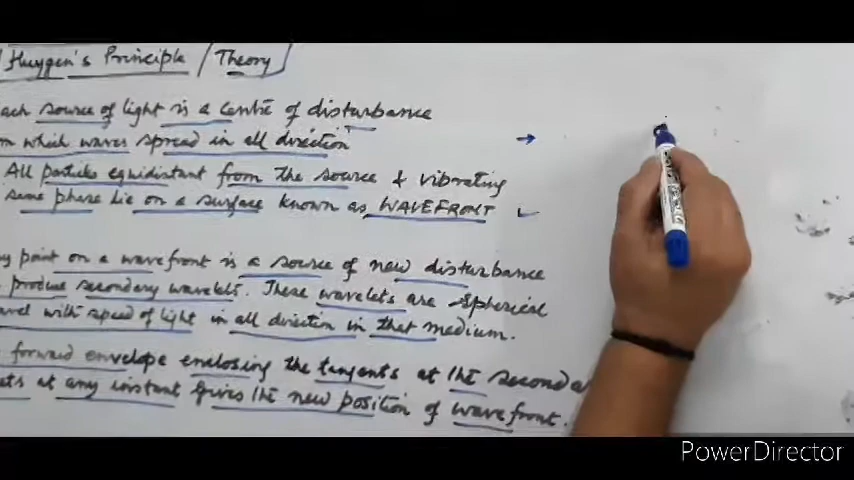 Huygen's Principle / Theory
source of light is a centre of disturbance
which waves spread in all direction
All particles equidistant from the source & vibrating
same phase lie on a surface known as WAVEFRONT
point on a wavefront is a source of new disturbance
produce secondary wavelets. These wavelets are spherical
with speed of light in all direction in that medium.
forward envelope enclosing the tangents at the
at any instant gives the new position of wavefront.
PowerDirector